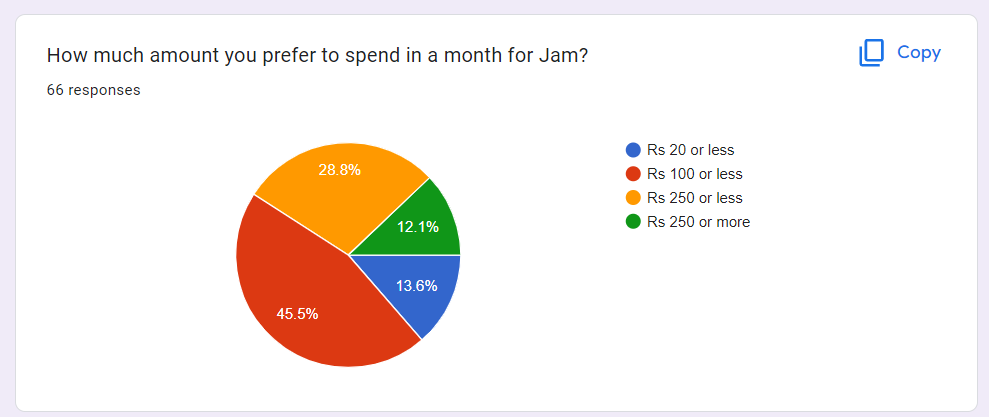 How much amount you prefer to spend in a month for Jam?
Copy
66 responses
28.8%
12.1%
13.6%
45.5%
Rs 20 or less
Rs 100 or less
Rs 250 or less
Rs 250 or more